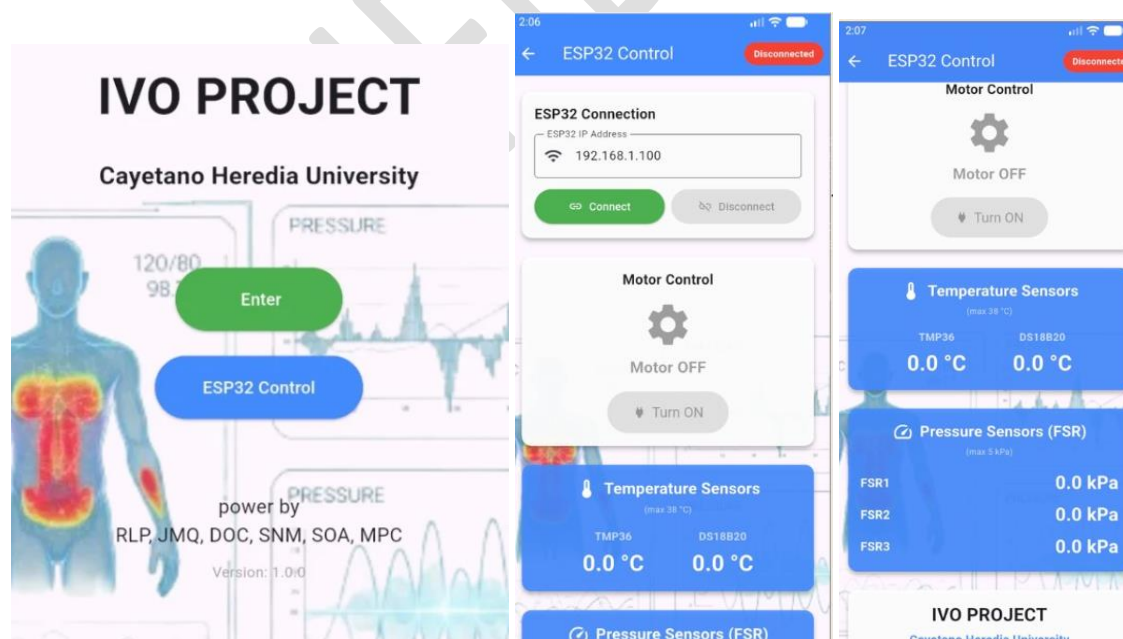 IVO PROJECT
Cayetano Heredia University
PRESSURE
120/80
98.
Enter
ESP32 Control
PRESSURE
power by
RLP, JMQ, DOC, SNM, SOA, MPC
Version: 1.0.0
2:06
ESP32 Control
Disconnected
ESP32 Connection
ESP32 IP Address
192.168.1.100
Connect
Disconnect
Motor Control
Motor OFF
Turn ON
Temperature Sensors
(max 38 °C)
TMP36 DS18B20
0.0 °C 0.0 °C
Pressure Sensors (FSR)
2:07
ESP32 Control
Disconnecte
Motor Control
Motor OFF
Turn ON
Temperature Sensors
(max 38 °C)
TMP36 DS18B20
0.0 °C 0.0 °C
Pressure Sensors (FSR)
(max 5 kPa)
FSR1 0.0 kPa
FSR2 0.0 kPa
FSR3 0.0 kPa
IVO PROJECT
Cayetano Heredia University